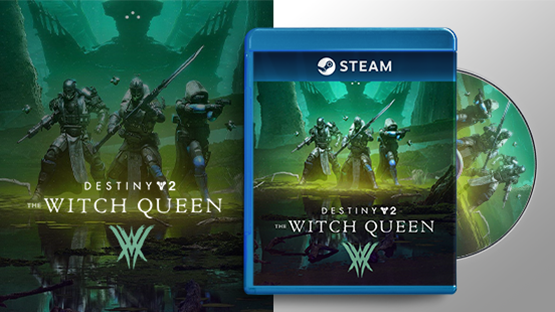 DESTINY 2
THE WITCH QUEEN
STEAM
DESTINY 2
THE WITCH QUEEN